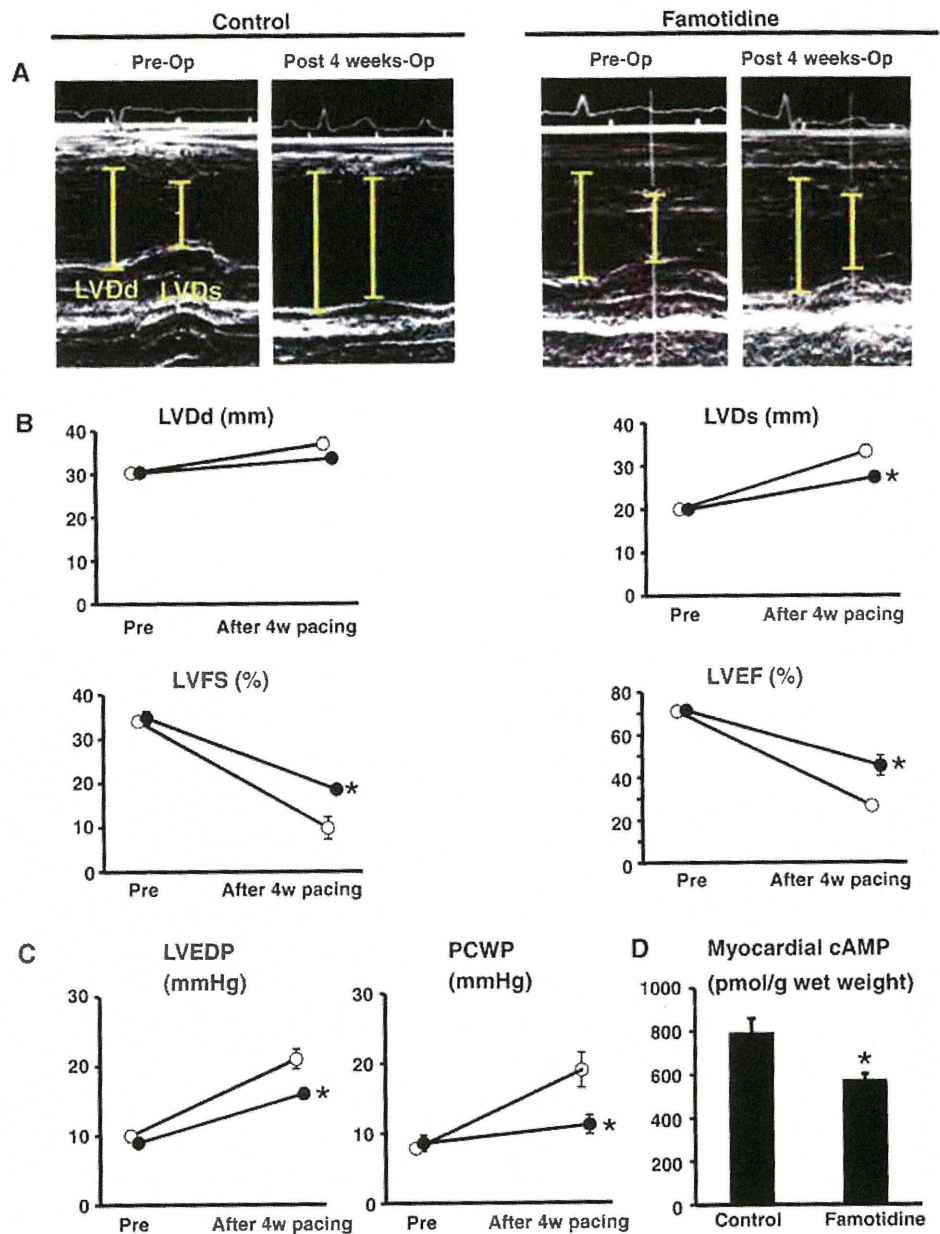 Control
Famotidine
A
Pre-Op
Post 4 weeks-Op
Pre-Op
Post 4 weeks-Op
LVDd
LVDs
B
LVDd (mm)
40
30
20
10
0
Pre
After 4w pacing
LVDs (mm)
40
30
20
10
0
*
Pre
After 4w pacing
LVFS (%)
40
30
20
10
0
*
Pre
After 4w pacing
LVEF (%)
80
60
40
20
0
*
Pre
After 4w pacing
C
LVEDP
(mmHg)
30
20
10
0
*
Pre
After 4w pacing
PCWP
(mmHg)
30
20
10
0
*
Pre
After 4w pacing
D
Myocardial cAMP
(pmol/g wet weight)
1000
800
600
400
200
0
*
Control
Famotidine